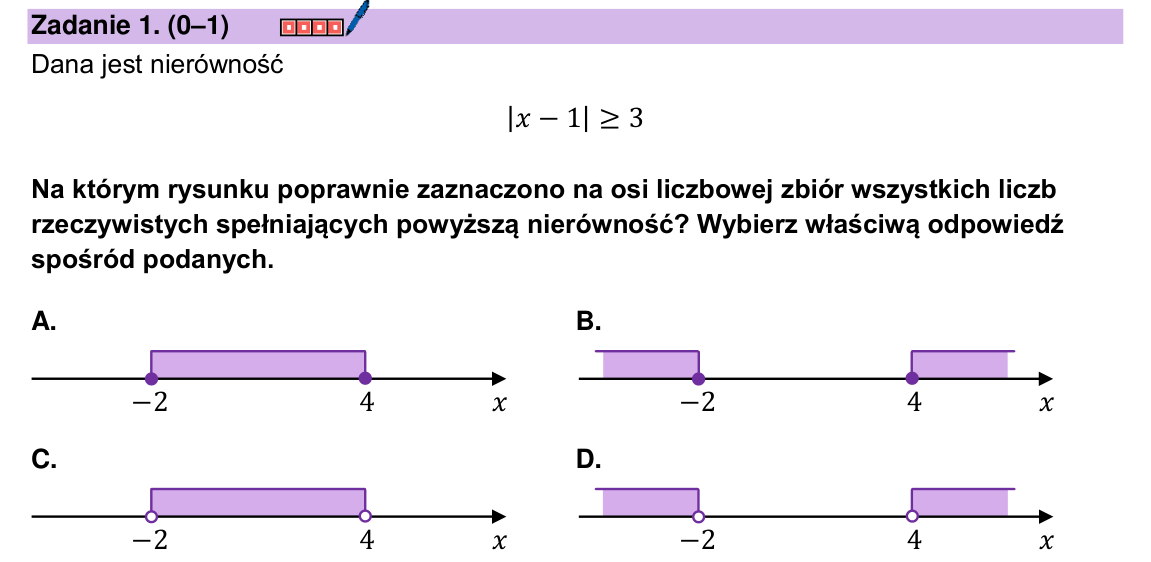 Zadanie 1. (0–1)
Dana jest nierówność
|x − 1| ≥ 3
Na którym rysunku poprawnie zaznaczono na osi liczbowej zbiór wszystkich liczb
rzeczywistych spełniających powyższą nierówność? Wybierz właściwą odpowiedź
spośród podanych.
A.
−2 4 x
B.
−2 4 x
C.
−2 4 x
D.
−2 4 x